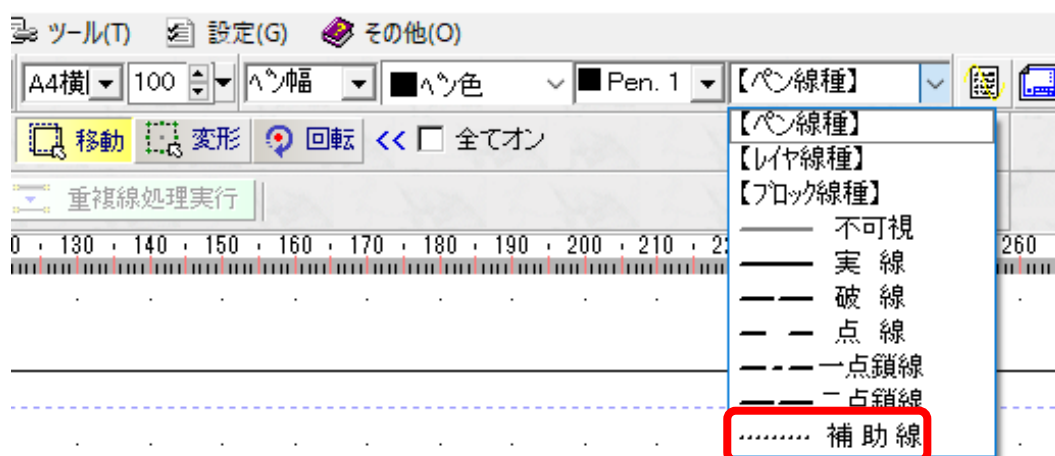 ツール(T) 設定(G) その他(O)
A4横 100 ペン幅 ペン色 Pen. 1 【ペン線種】
移動 変形 回転 << 全てオン
重複線処理実行
【ペン線種】
【レイヤ線種】
【ブロック線種】
不可視
実 線
破 線
点 線
一点鎖線
二点鎖線
補 助 線
0 130 140 150 160 170 180 190 200 210 2 260